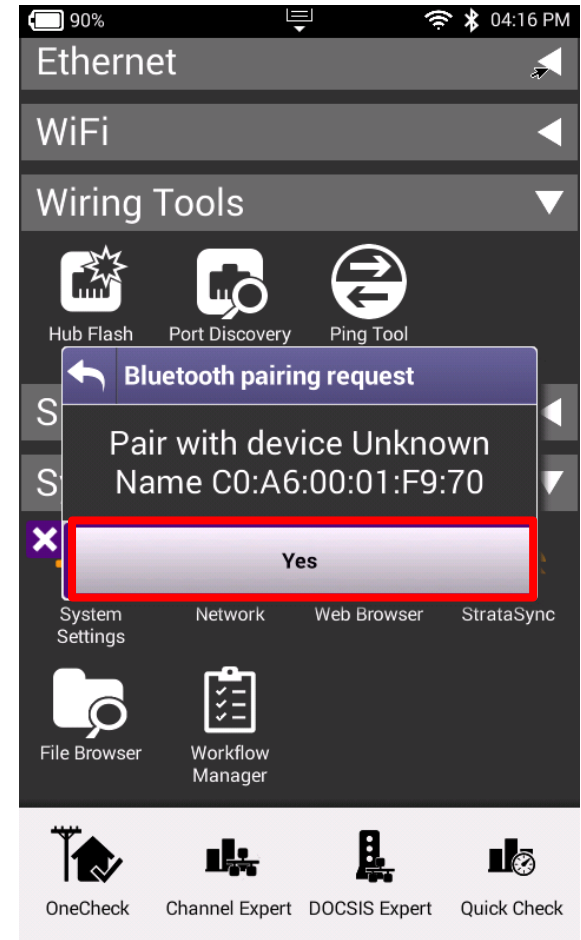 90%
04:16 PM
Ethernet
WiFi
Wiring Tools
Hub Flash
Port Discovery
Ping Tool
Bluetooth pairing request
S
Pair with device Unknown
Name C0:A6:00:01:F9:70
Yes
System
Settings
Network
Web Browser
StrataSync
File Browser
Workflow
Manager
OneCheck
Channel Expert
DOCSIS Expert
Quick Check